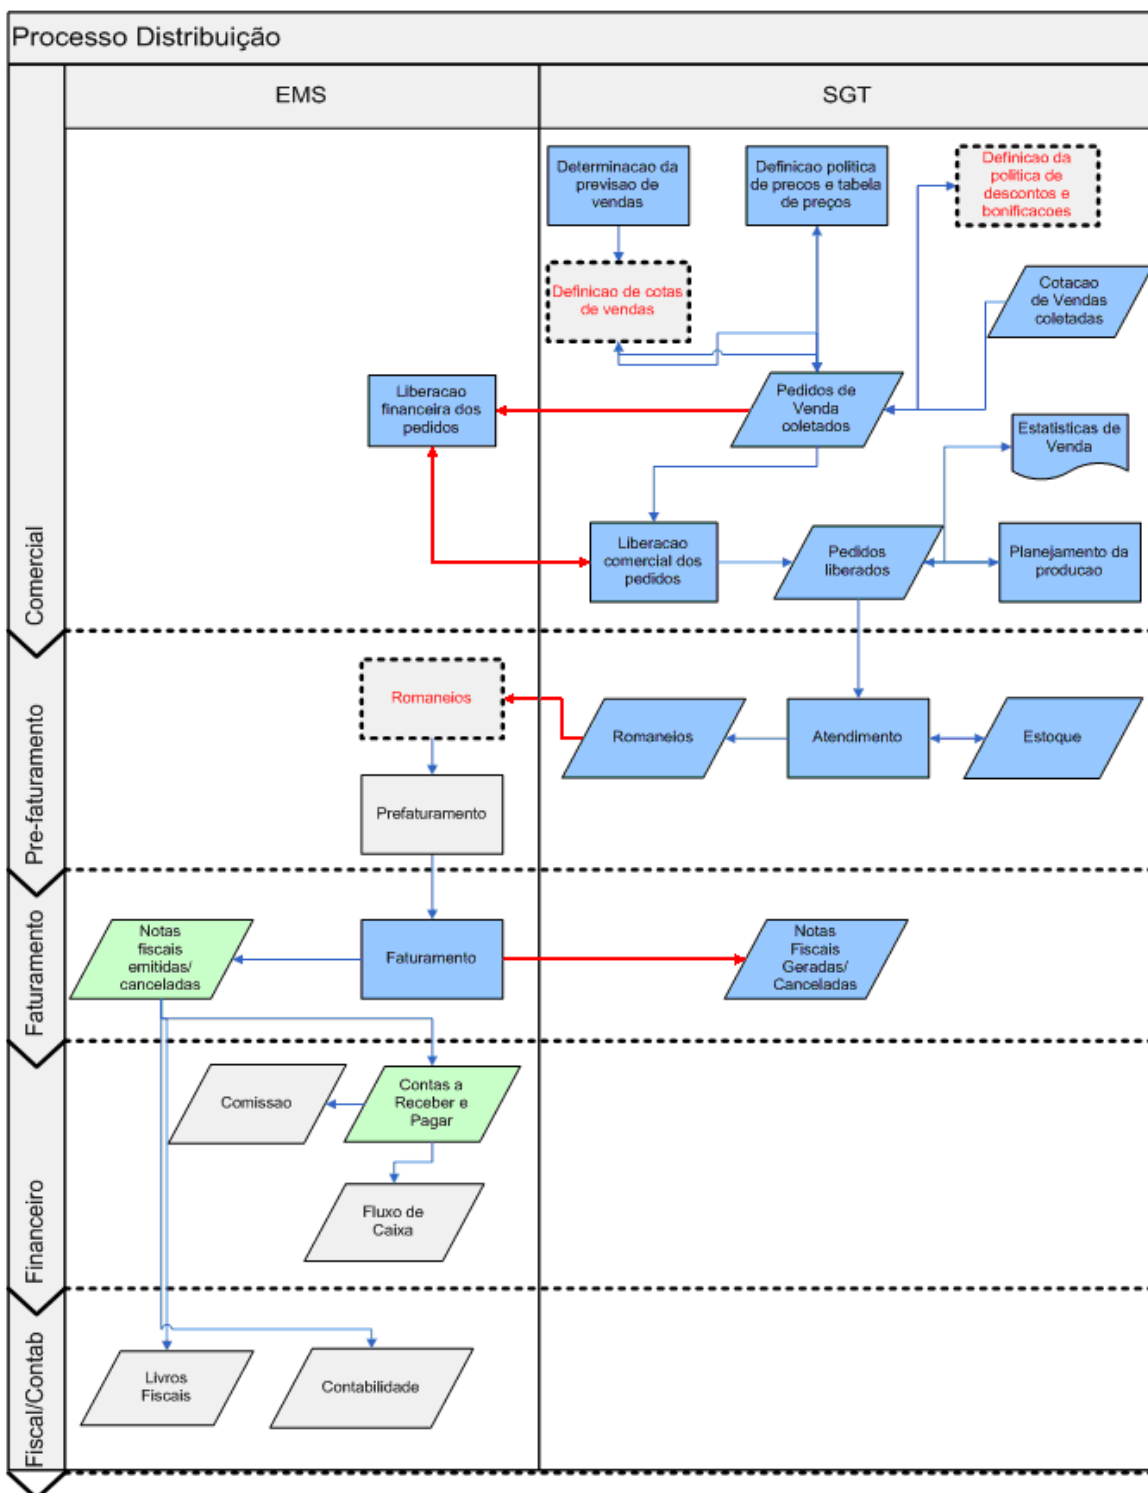 Processo Distribuição
EMS
SGT
Comercial
Determinacao da
previsao de
vendas
Definicao politica
de precos e tabela
de preços
Definicao da
politica de
descontos e
bonificacoes
Definicao de cotas
de vendas
Cotacao
de Vendas
coletadas
Liberacao
financeira dos
pedidos
Pedidos de
Venda
coletados
Estatisticas de
Venda
Liberacao
comercial dos
pedidos
Pedidos
liberados
Planejamento da
producao
Pre-faturamento
Romaneios
Romaneios
Atendimento
Estoque
Prefaturamento
Faturamento
Notas
fiscais
emitidas/
canceladas
Faturamento
Notas
Fiscais
Geradas/
Canceladas
Financeiro
Comissao
Contas a
Receber e
Pagar
Fluxo de
Caixa
Fiscal/Contab
Livros
Fiscais
Contabilidade